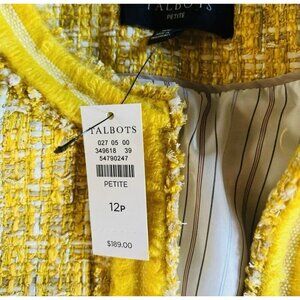 TALBOTS
PETITE
TALBOTS
027 05 00
349618 39
54790247
PETITE
12P
$189.00